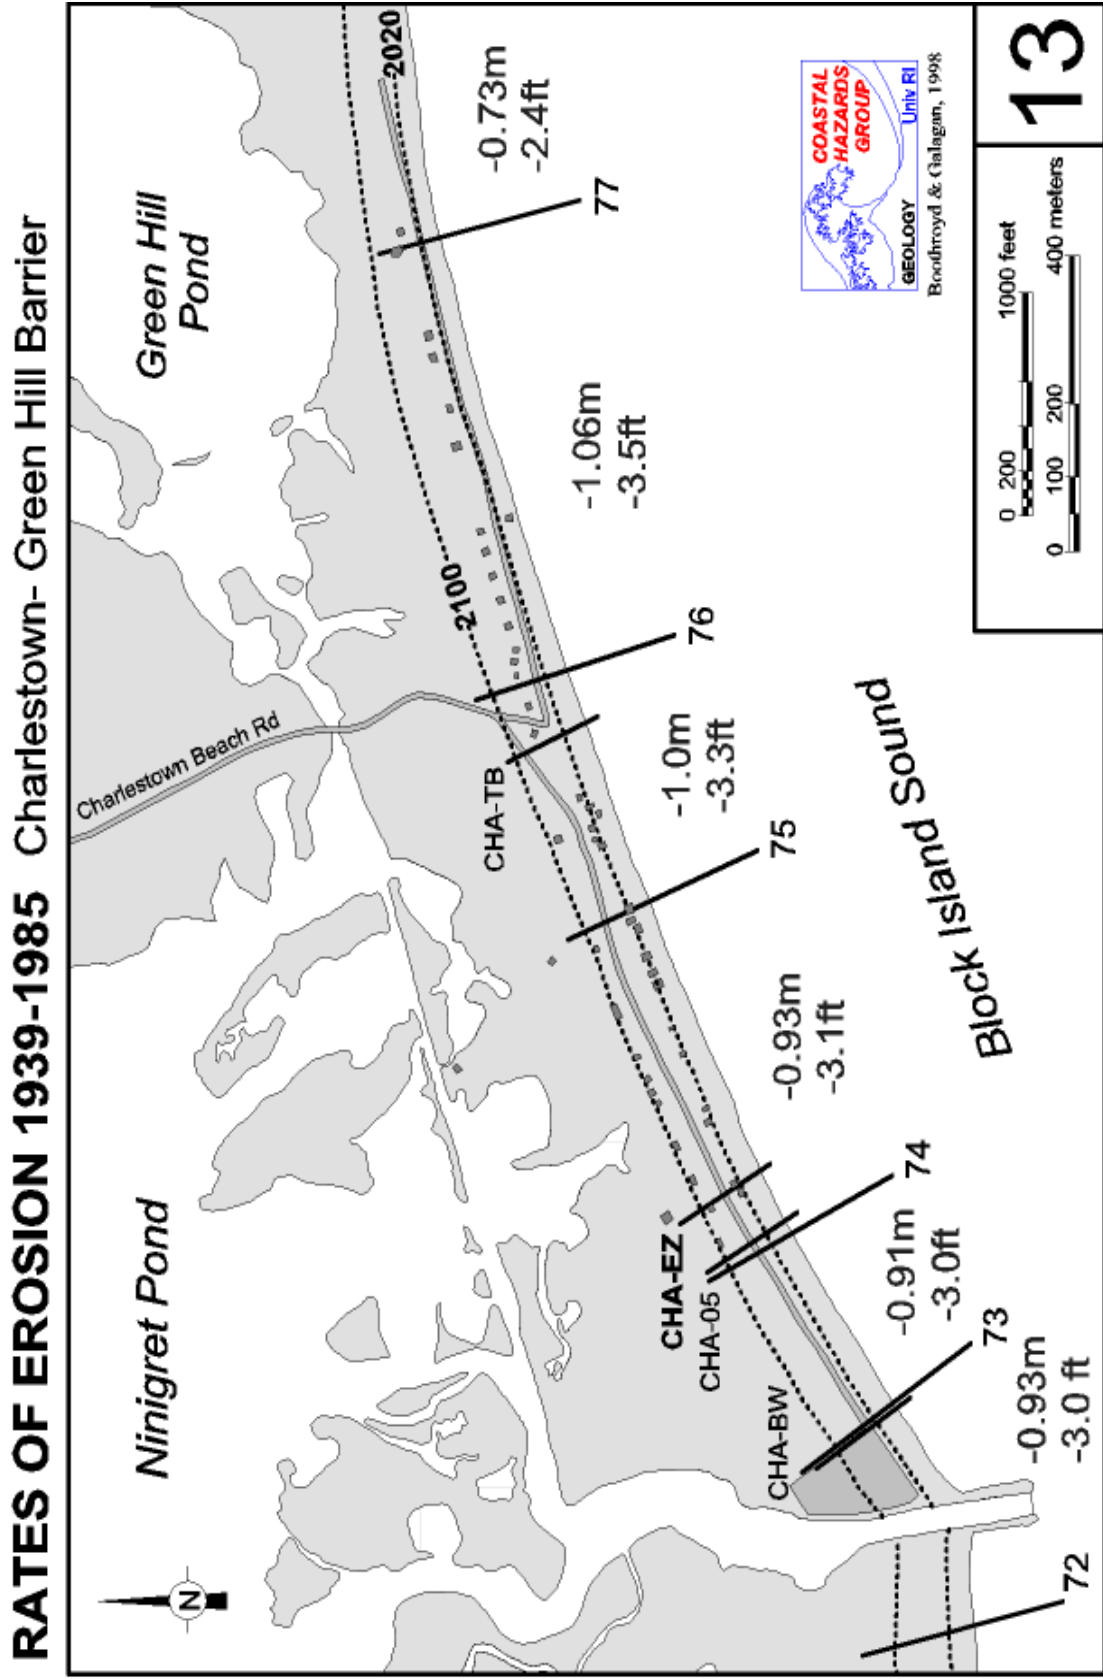 RATES OF EROSION 1939-1985 Charlestown- Green Hill Barrier
N
Ninigret Pond
Green Hill
Pond
Charlestown Beach Rd
2020
2100
-0.73m
-2.4ft
77
-1.06m
-3.5ft
76
CHA-TB
-1.0m
-3.3ft
75
-0.93m
-3.1ft
CHA-EZ
CHA-05
74
-0.91m
-3.0ft
CHA-BW
73
-0.93m
-3.0 ft
72
Block Island Sound
COASTAL
HAZARDS
GROUP
GEOLOGY Univ RI
Boothroyd & Galagan, 1998
0 200 1000 feet
0 100 200 400 meters
13